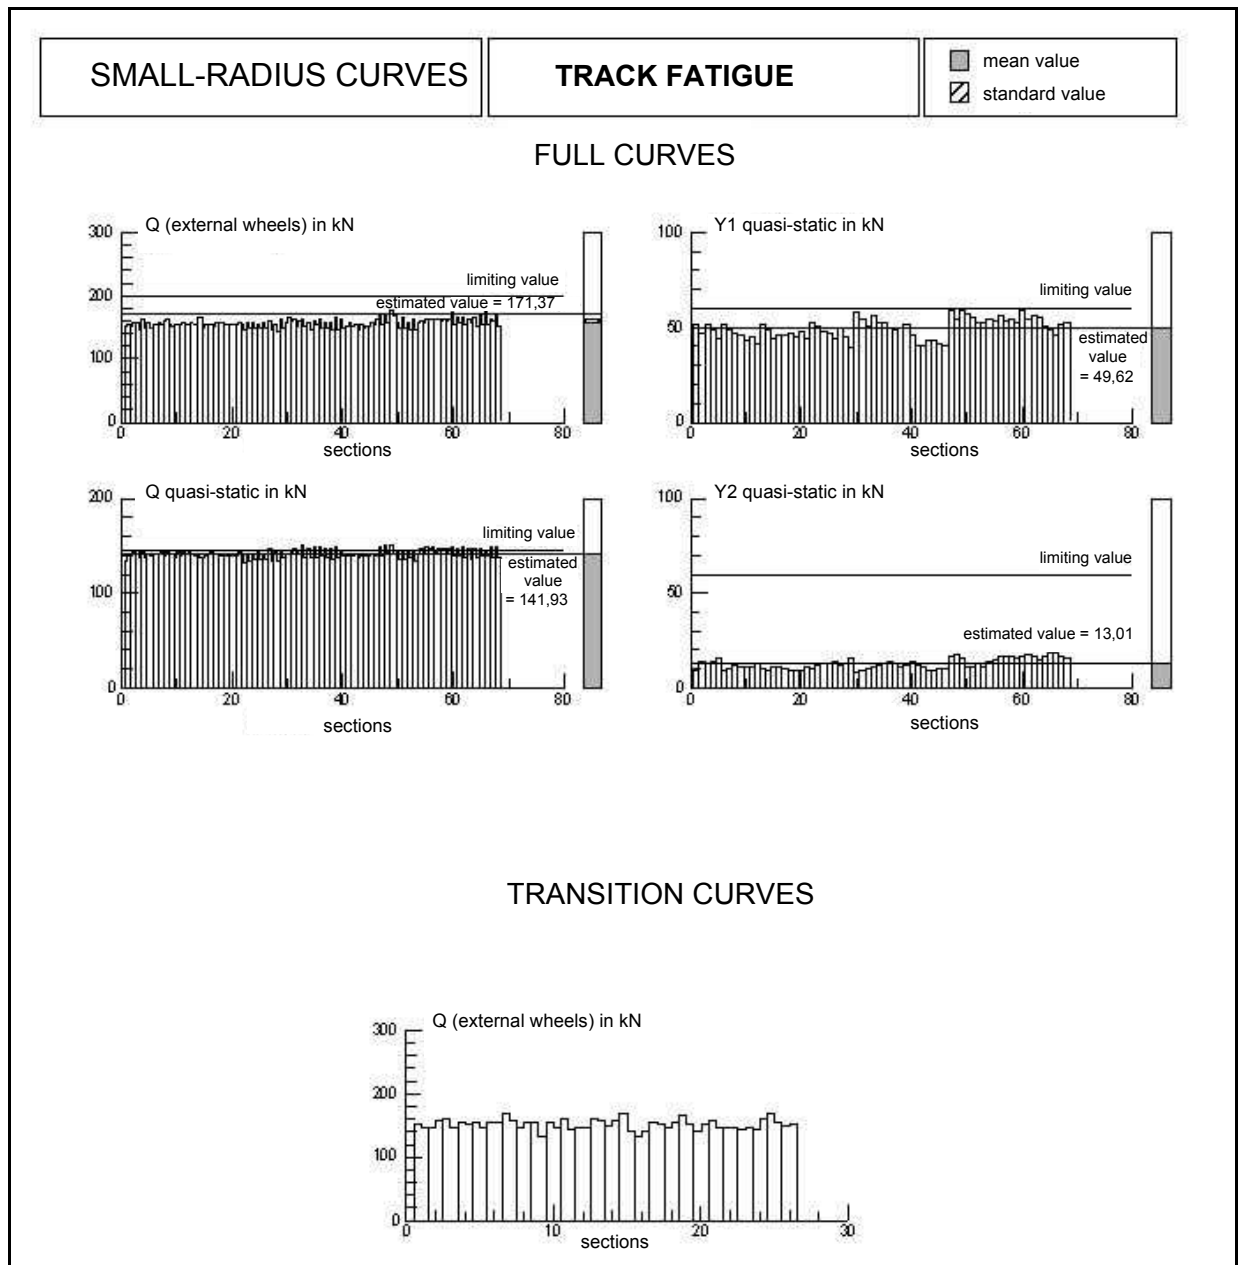 SMALL-RADIUS CURVES
TRACK FATIGUE
mean value
standard value
FULL CURVES
Q (external wheels) in kN
300
200
100
0
limiting value
estimated value = 171,37
0 20 40 60 80
sections
Y1 quasi-static in kN
100
50
0
limiting value
estimated
value
= 49,62
0 20 40 60 80
sections
Q quasi-static in kN
200
100
0
limiting value
estimated
value
= 141,93
0 20 40 60 80
sections
Y2 quasi-static in kN
100
50
0
limiting value
estimated value = 13,01
0 20 40 60 80
sections
TRANSITION CURVES
Q (external wheels) in kN
300
200
100
0
0 10 20 30
sections